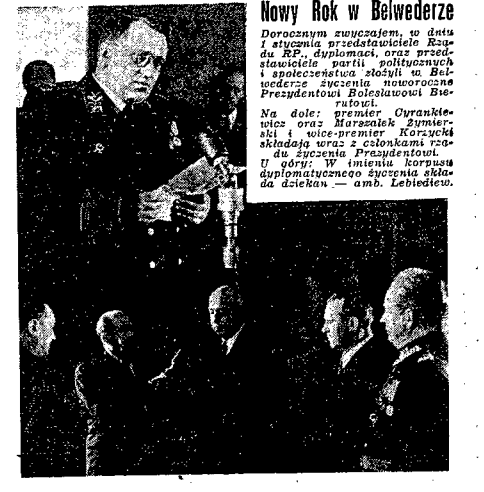 Nowy Rok w Belwederze
Dorocznym zwyczajem, w dniu
1 stycznia przedstawiciele Rzą-
du RP., dyplomaci, oraz przed-
stawiciele partii politycznych
i społeczeństwa złożyli w Bel-
wederze życzenia noworoczne
Prezydentowi Bolesławowi Bie-
rutowi.
Na dole: premier Cyrankie-
wicz oraz Marszałek Żymier-
ski i wice-premier Korzycki
składają wraz z członkami rzą-
du życzenia Prezydentowi.
U góry: W imieniu korpusu
dyplomatycznego życzenia skła-
da dziekan — amb. Lebiediew.